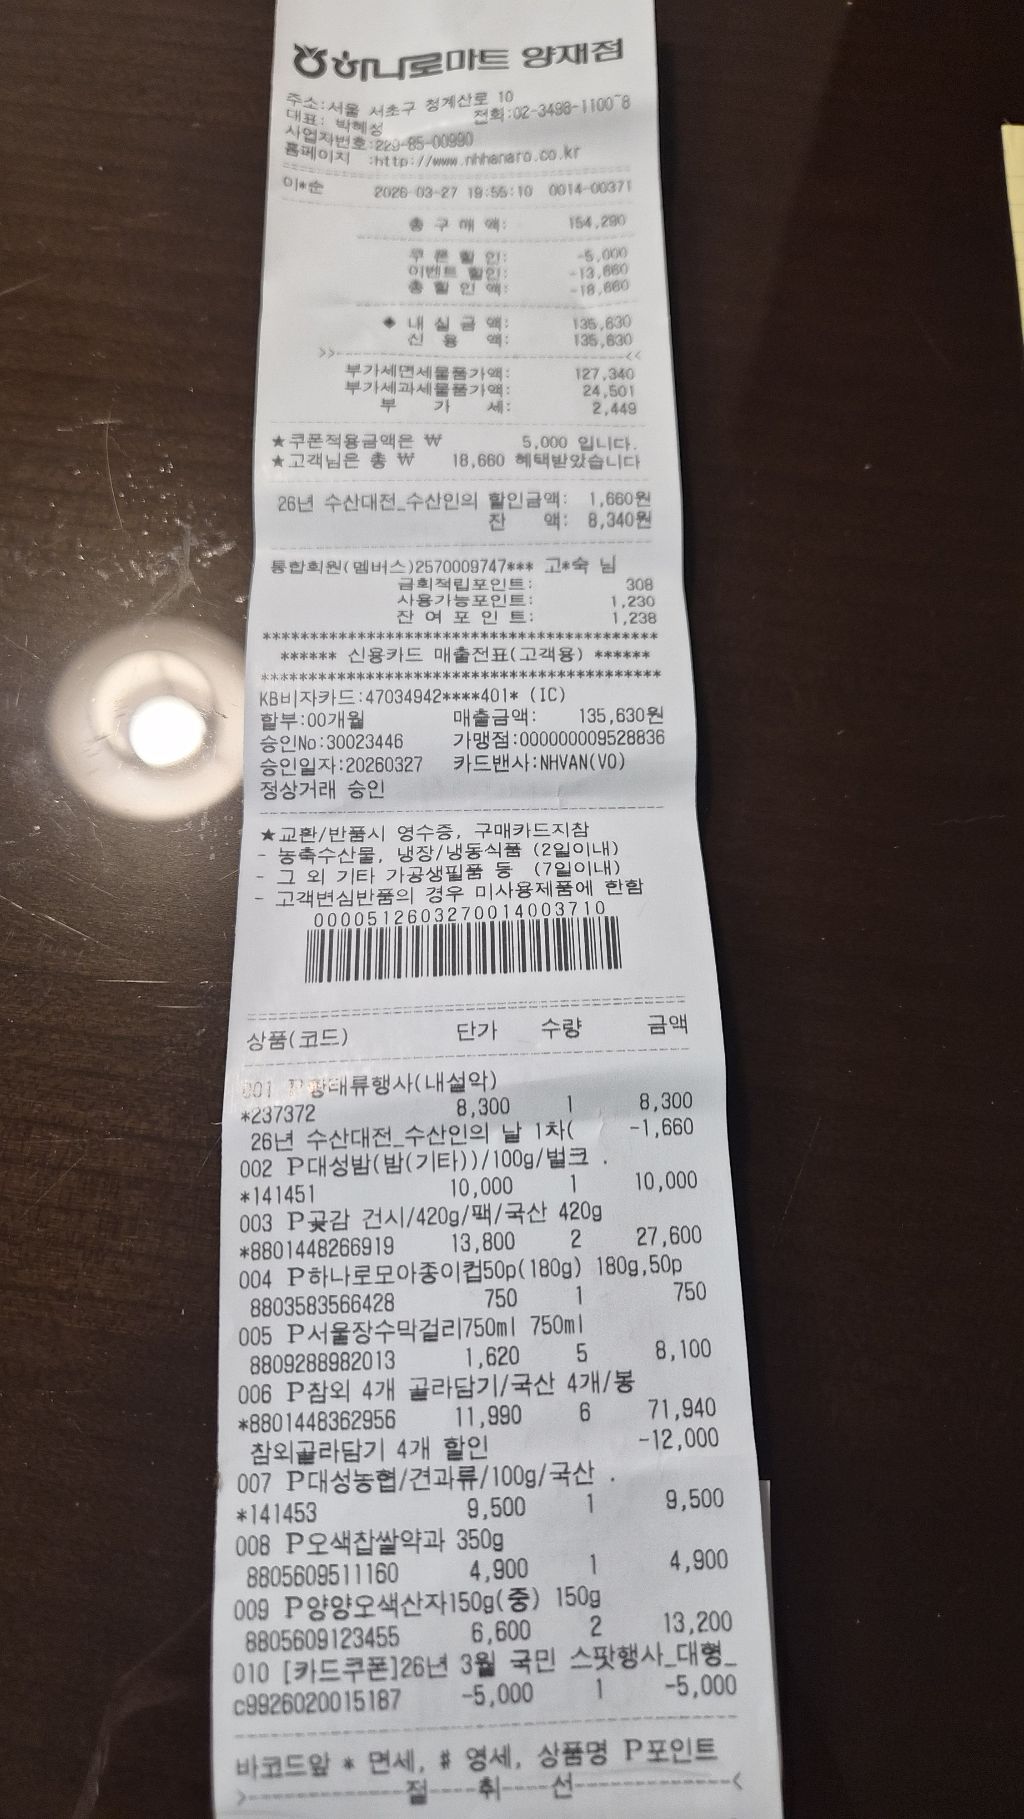 하나로마트 양재점
주소:서울 서초구 청계산로 10
대표: 박혜성 전화:02-3498-1100~8
사업자번호:229-85-00990
홈페이지 :http://www.nhhanaro.co.kr
이*순 2026-03-27 19:55:10 0014-00371
총 구 매 액: 154,290
쿠 폰 할 인: -5,000
이벤트 할인: -13,660
총 할 인 액: -18,660
◆ 내 실 금 액: 135,630
신 용 액: 135,630
>>---<<
부가세면세물품가액: 127,340
부가세과세물품가액: 24,501
부 가 세: 2,449
★쿠폰적용금액은 ₩ 5,000 입니다.
★고객님은 총 ₩ 18,660 혜택받았습니다
26년 수산대전_수산인의 할인금액: 1,660원
잔 액: 8,340원
통합회원(멤버스)2570009747*** 고*숙 님
금회적립포인트: 308
사용가능포인트: 1,230
잔 여 포 인 트: 1,238
******************************************
****** 신용카드 매출전표(고객용) ******
******************************************
KB비자카드:47034942****401* (IC)
할부:00개월 매출금액: 135,630원
승인No:30023446 가맹점:000000009528836
승인일자:20260327 카드밴사:NHVAN(VO)
정상거래 승인
★교환/반품시 영수증, 구매카드지참
- 농축수산물, 냉장/냉동식품 (2일이내)
- 그 외 기타 가공생필품 등 (7일이내)
- 고객변심반품의 경우 미사용제품에 한함
0000512603270014003710
상품(코드) 단가 수량 금액
001 P황태류행사(내설악)
*237372 8,300 1 8,300
26년 수산대전_수산인의 날 1차( -1,660
002 P대성밤(밤(기타))/100g/벌크 .
*141451 10,000 1 10,000
003 P곶감 건시/420g/팩/국산 420g
*8801448266919 13,800 2 27,600
004 P하나로모아종이컵50p(180g) 180g,50p
8803583566428 750 1 750
005 P서울장수막걸리750ml 750ml
8809288982013 1,620 5 8,100
006 P참외 4개 골라담기/국산 4개/봉
*8801448362956 11,990 6 71,940
참외골라담기 4개 할인 -12,000
007 P대성농협/견과류/100g/국산 .
*141453 9,500 1 9,500
008 P오색찹쌀약과 350g
8805609511160 4,900 1 4,900
009 P양양오색산자150g(중) 150g
8805609123455 6,600 2 13,200
010 [카드쿠폰]26년 3월 국민 스팟행사_대형_
c9926020015187 -5,000 1 -5,000
바코드앞 * 면세, # 영세, 상품명 P포인트
>----절----취----선----<